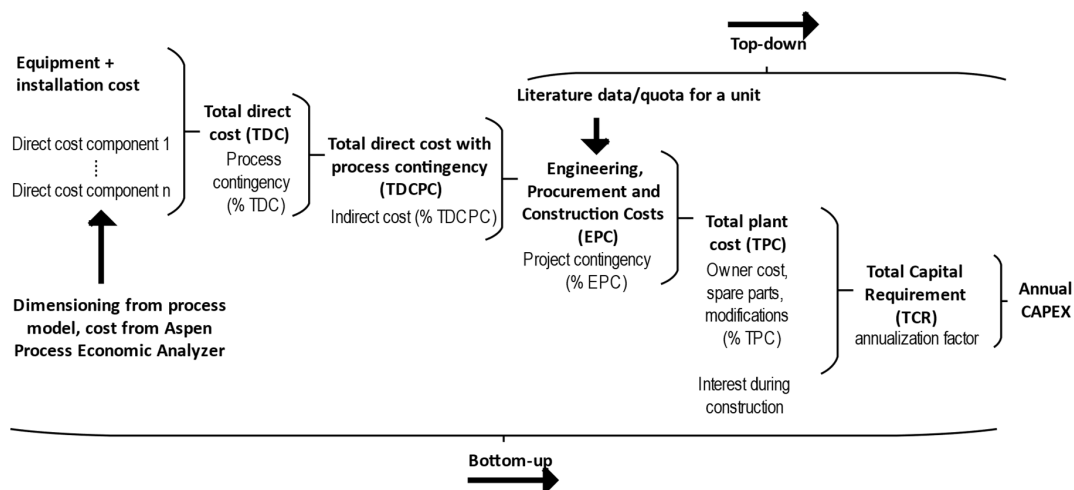 Top-down
Equipment +
installation cost
Direct cost component 1
Direct cost component n
Dimensioning from process
model, cost from Aspen
Process Economic Analyzer
Total direct
cost (TDC)
Process
contingency
(% TDC)
Total direct cost with
process contingency
(TDCPC)
Indirect cost (% TDCPC)
Literature data/quota for a unit
Engineering,
Procurement and
Construction Costs
(EPC)
Project contingency
(% EPC)
Total plant
cost (TPC)
Owner cost,
spare parts,
modifications
(% TPC)
Interest during
construction
Total Capital
Requirement
(TCR)
annualization factor
Annual
CAPEX
Bottom-up